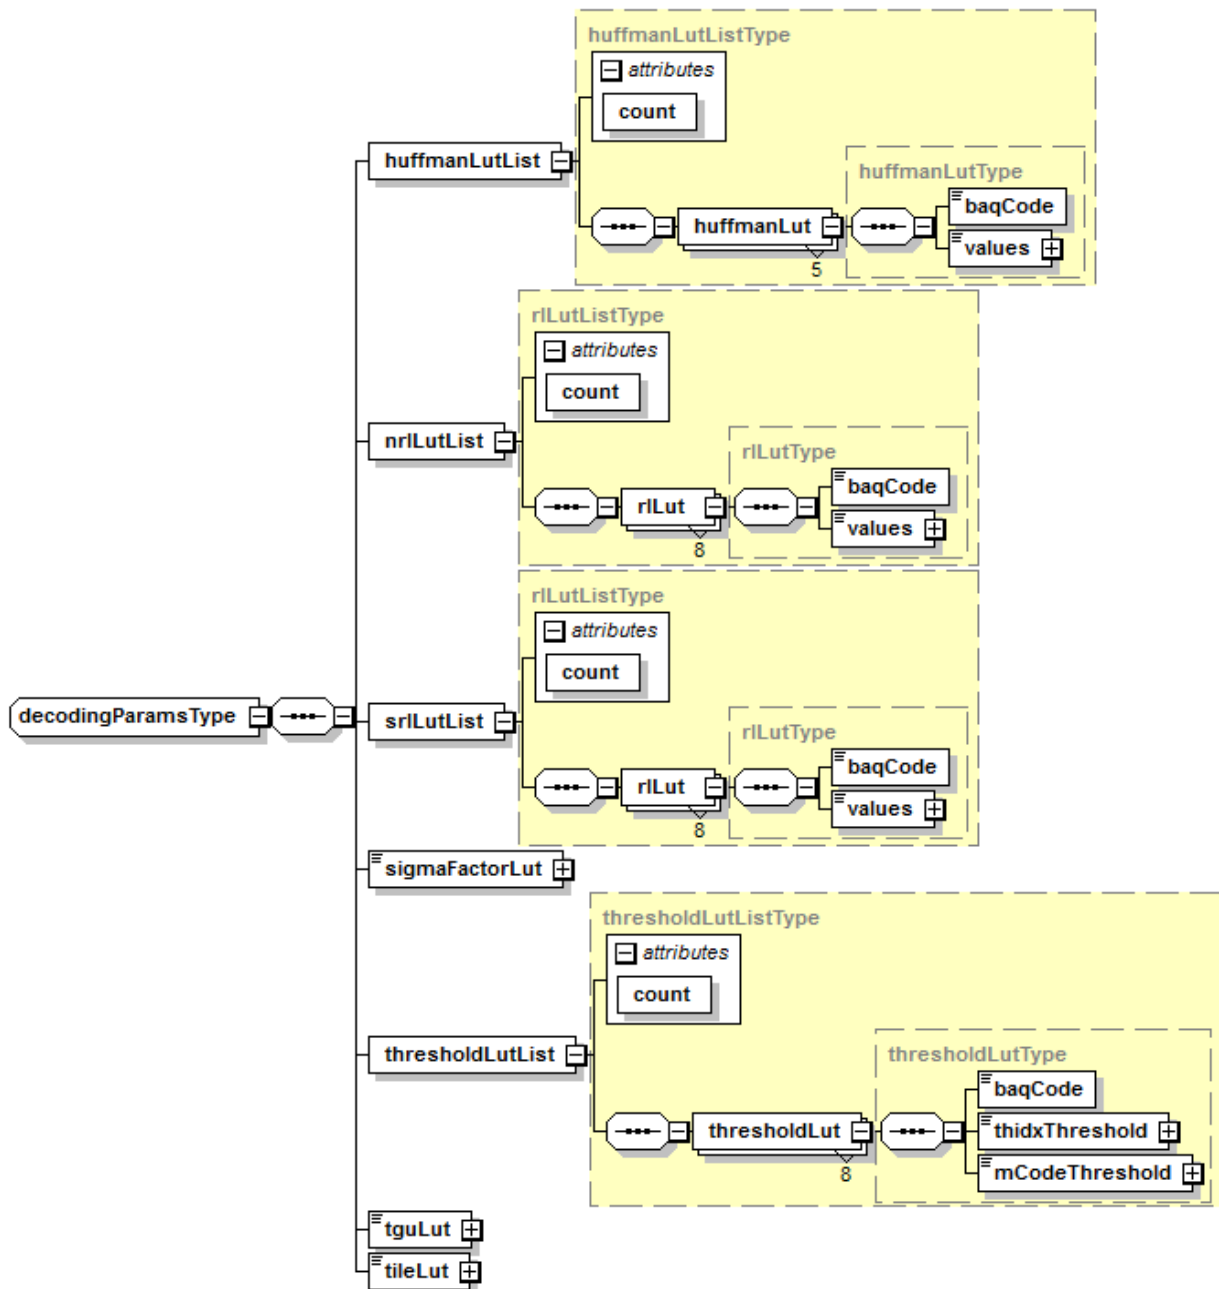 huffmanLutListType
attributes
count
huffmanLutList
huffmanLutType
baqCode
huffmanLut
values
5
rlLutListType
attributes
count
nrlLutList
rlLutType
baqCode
rlLut
values
8
rlLutListType
attributes
count
decodingParamsType
srlLutList
rlLutType
baqCode
rlLut
values
8
sigmaFactorLut
thresholdLutListType
attributes
count
thresholdLutList
thresholdLutType
baqCode
thresholdLut
thidxThreshold
mCodeThreshold
8
tguLut
tileLut